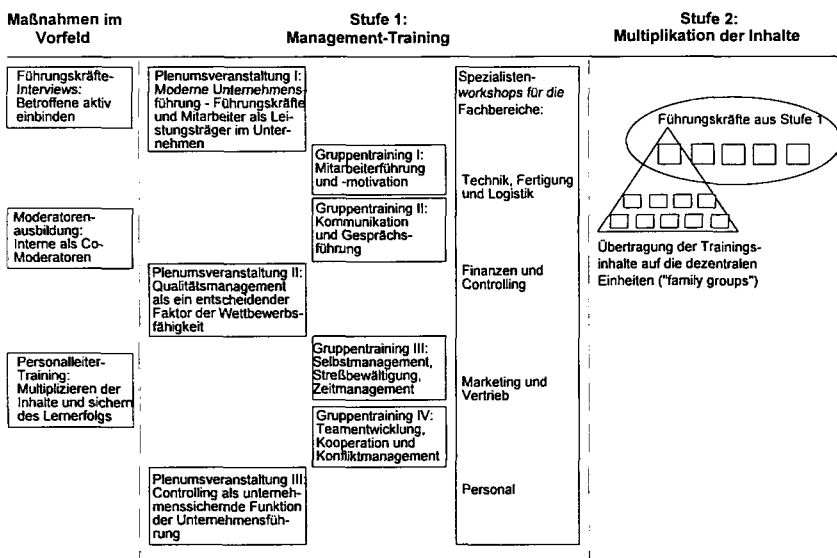 Maßnahmen im
Vorfeld
Stufe 1:
Management-Training
Stufe 2:
Multiplikation der Inhalte
Führungskräfte-
Interviews:
Betroffene aktiv
einbinden
Moderatoren-
ausbildung:
Interne als Co-
Moderatoren
Personalleiter-
Training:
Multiplizieren der
Inhalte und sichern
des Lernerfolgs
Plenumsveranstaltung I:
Moderne Unternehmens
führung - Führungskräfte
und Mitarbeiter als Lei-
stungsträger im Unter-
nehmen
Gruppentraining I:
Mitarbeiterführung
und -motivation
Gruppentraining II:
Kommunikation
und Gesprächs-
führung
Plenumsveranstaltung II:
Qualitätsmanagement
als ein entscheidender
Faktor der Wettbewerbs-
fähigkeit
Gruppentraining III:
Selbstmanagement,
Streßbewältigung,
Zeitmanagement
Gruppentraining IV:
Teamentwicklung,
Kooperation und
Konfliktmanagement
Plenumsveranstaltung III:
Controlling als unterneh-
menssichernde Funktion
der Unternehmensfüh-
rung
Spezialisten-
workshops für die
Fachbereiche:
Technik, Fertigung
und Logistik
Finanzen und
Controlling
Marketing und
Vertrieb
Personal
Führungskräfte aus Stufe 1
Übertragung der Trainings-
inhalte auf die dezentralen
Einheiten ("family groups")